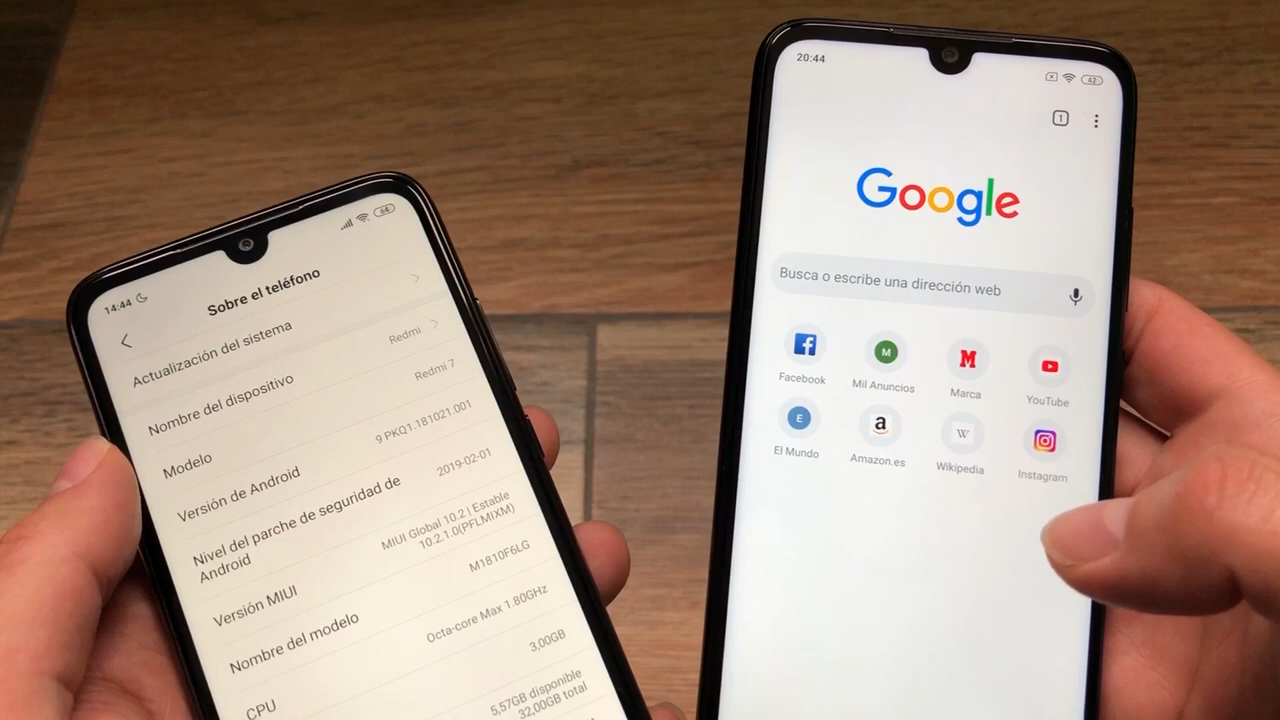 14:44
64
Sobre el teléfono
Actualización del sistema
Nombre del dispositivo
Redmi
Modelo
Redmi 7
Versión de Android
9 PKQ1.181021.001
Nivel del parche de seguridad de
Android
2019-02-01
Versión MIUI
MIUI Global 10.2 | Estable
10.2.1.0(PFLMIXM)
Nombre del modelo
M1810F6LG
CPU
Octa-core Max 1.80GHz
3,00GB
5,57GB disponible
32,00GB total
20:44
42
1
Google
Busca o escribe una dirección web
Facebook
M
Mil Anuncios
M
Marca
YouTube
E
El Mundo
a
Amazon.es
W
Wikipedia
Instagram